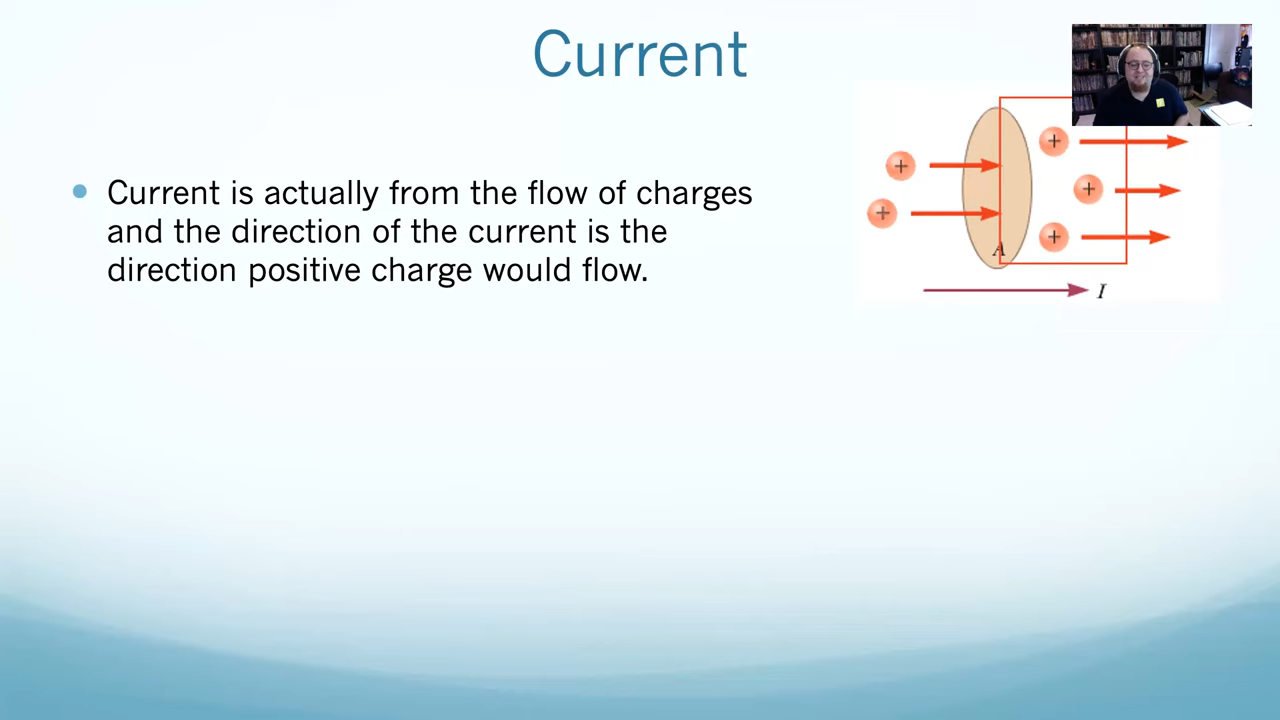 Current
Current is actually from the flow of charges
and the direction of the current is the
direction positive charge would flow.
+
+
+
+
+
A
I